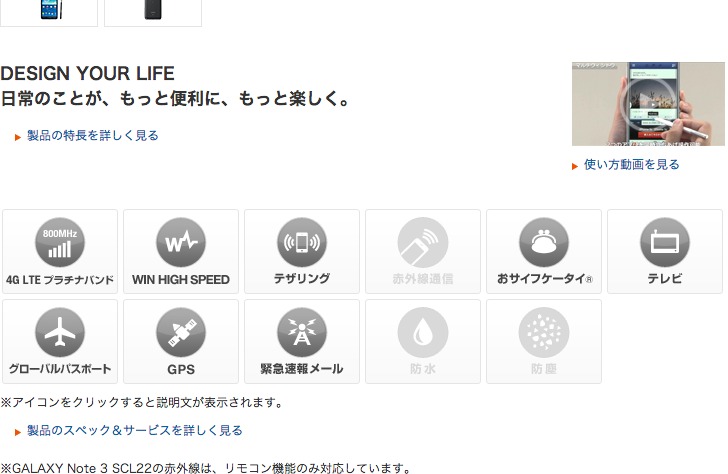 DESIGN YOUR LIFE
日常のことが、もっと便利に、もっと楽しく。
製品の特長を詳しく見る
使い方動画を見る
800MHz
4G LTE プラチナバンド
WIN HIGH SPEED
テザリング
赤外線通信
おサイフケータイ®
テレビ
グローバルパスポート
GPS
緊急速報メール
防水
防塵
※アイコンをクリックすると説明文が表示されます。
製品のスペック＆サービスを詳しく見る
※GALAXY Note 3 SCL22の赤外線は、リモコン機能のみ対応しています。